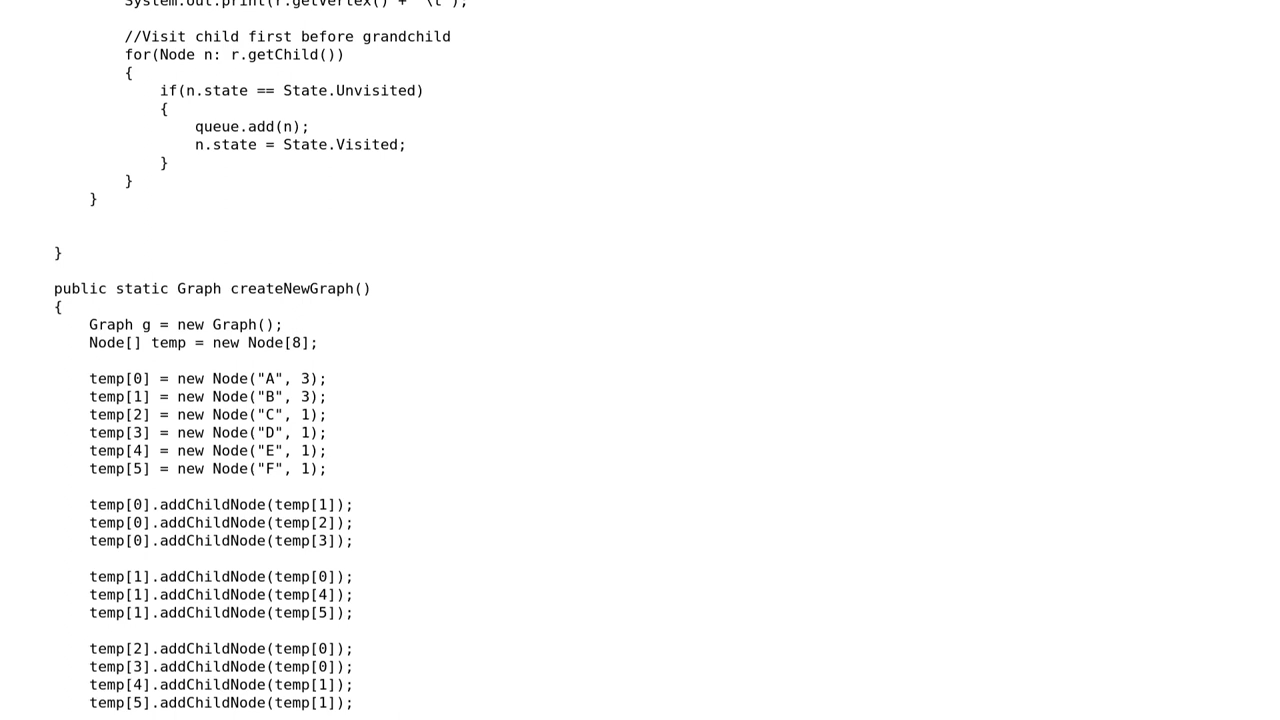 System.out.print(r.getVertex() + "\t");
//Visit child first before grandchild
for(Node n: r.getChild())
{
if(n.state == State.Unvisited)
{
queue.add(n);
n.state = State.Visited;
}
}
}
}
public static Graph createNewGraph()
{
Graph g = new Graph();
Node[] temp = new Node[8];
temp[0] = new Node("A", 3);
temp[1] = new Node("B", 3);
temp[2] = new Node("C", 1);
temp[3] = new Node("D", 1);
temp[4] = new Node("E", 1);
temp[5] = new Node("F", 1);
temp[0].addChildNode(temp[1]);
temp[0].addChildNode(temp[2]);
temp[0].addChildNode(temp[3]);
temp[1].addChildNode(temp[0]);
temp[1].addChildNode(temp[4]);
temp[1].addChildNode(temp[5]);
temp[2].addChildNode(temp[0]);
temp[3].addChildNode(temp[0]);
temp[4].addChildNode(temp[1]);
temp[5].addChildNode(temp[1]);